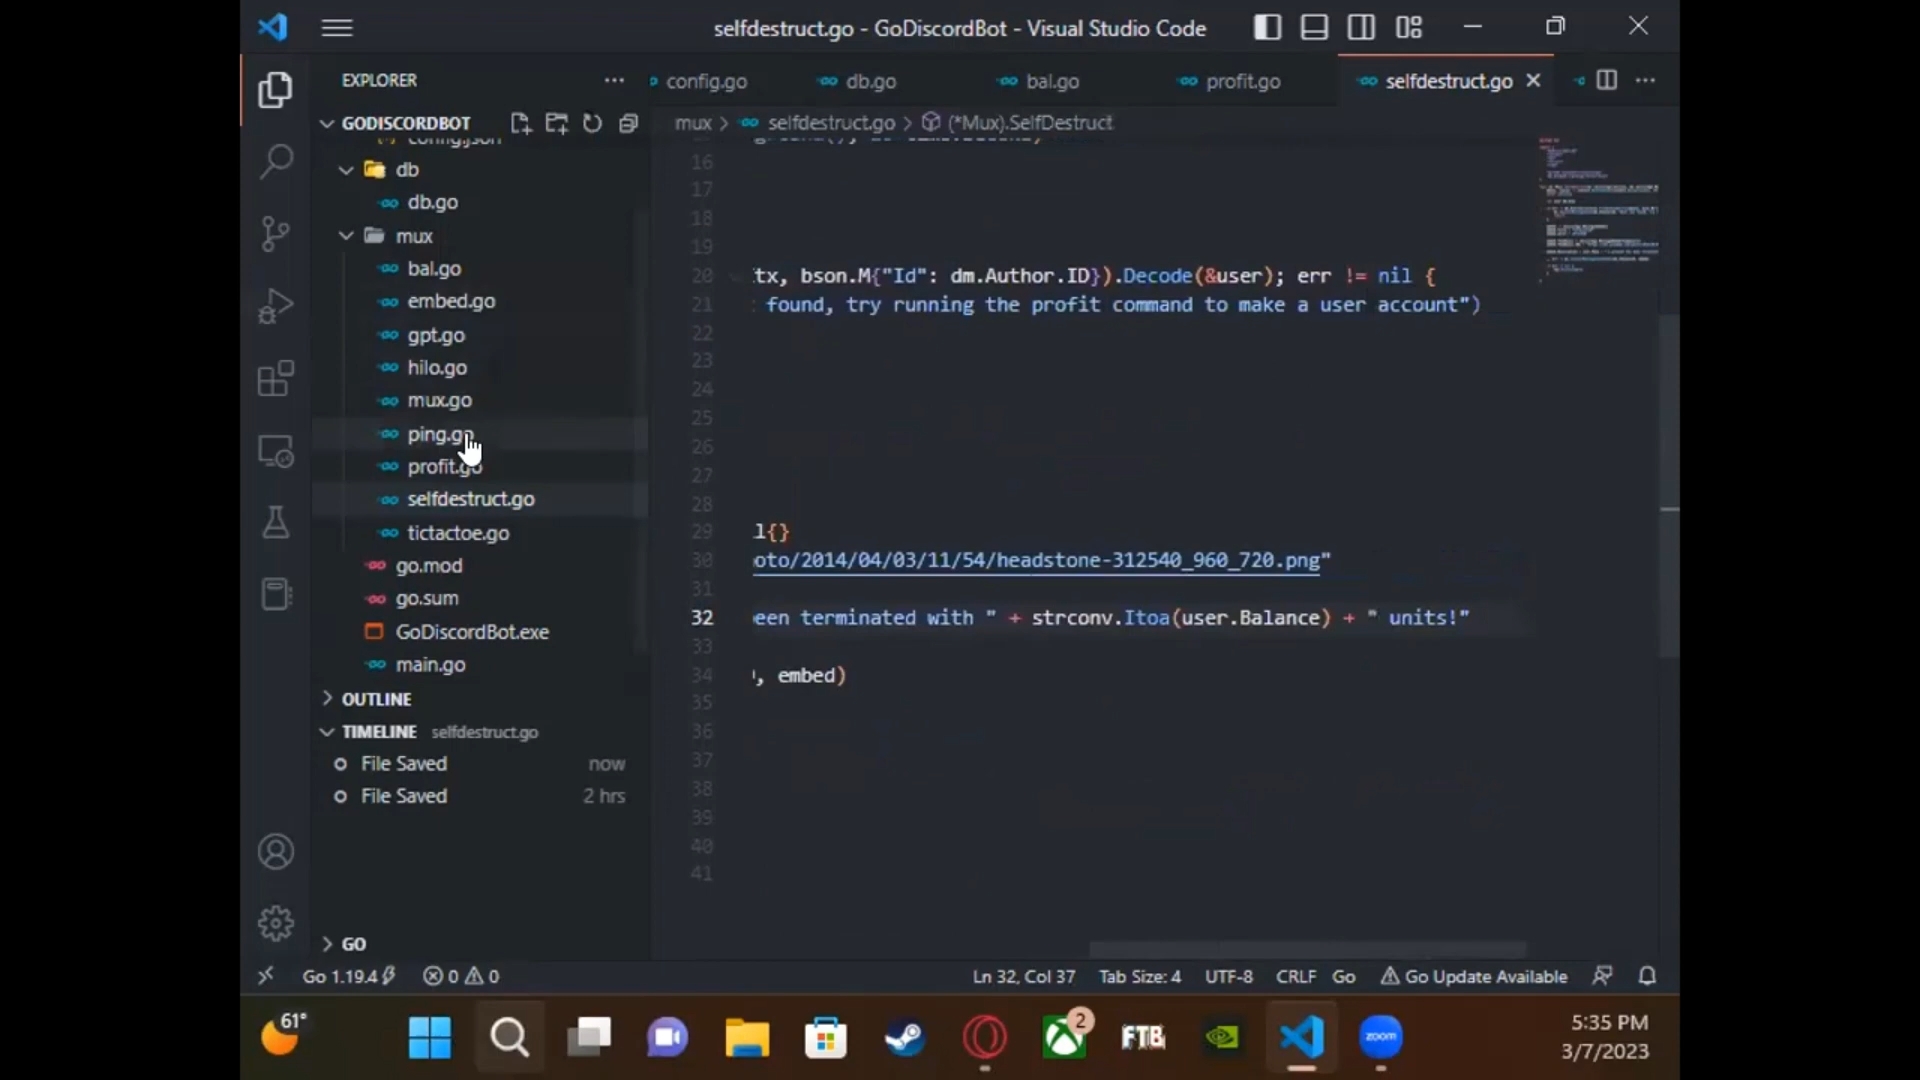 selfdestruct.go - GoDiscordBot - Visual Studio Code
EXPLORER
GODISCORDBOT
config.json
db
db.go
mux
bal.go
embed.go
gpt.go
hilo.go
mux.go
ping.go
profit.go
selfdestruct.go
tictactoe.go
go.mod
go.sum
GoDiscordBot.exe
main.go
OUTLINE
TIMELINE selfdestruct.go
File Saved now
File Saved 2 hrs
GO
config.go db.go bal.go profit.go selfdestruct.go
mux > selfdestruct.go > (*Mux).SelfDestruct
16
17
18
19
20 tx, bson.M{"Id": dm.Author.ID}).Decode(&user); err != nil {
21 found, try running the profit command to make a user account")
22
23
24
25
26
27
28
29 l{}
30 oto/2014/04/03/11/54/headstone-312540_960_720.png"
31
32 een terminated with " + strconv.Itoa(user.Balance) + " units!"
33
34 , embed)
35
36
37
38
39
40
41
Go 1.19.4 0 0 Ln 32, Col 37 Tab Size: 4 UTF-8 CRLF Go Go Update Available
61° 2 FTB zoom 5:35 PM
3/7/2023